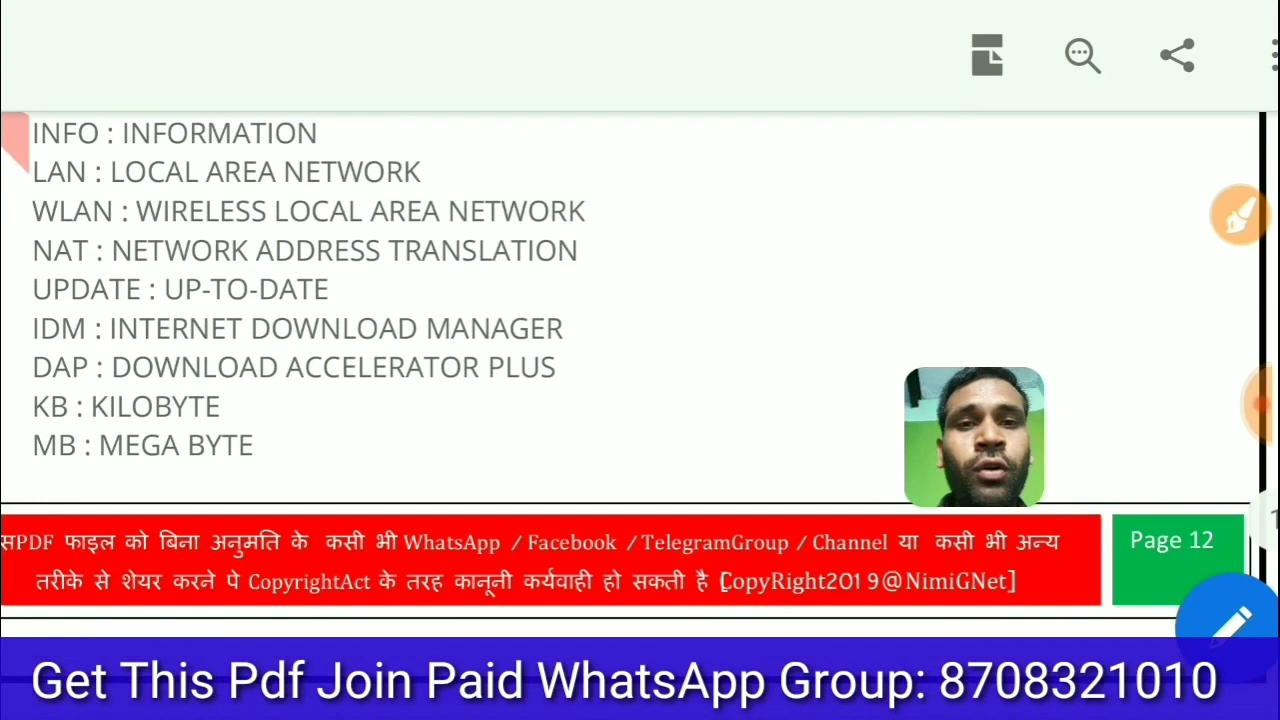 INFO : INFORMATION
LAN : LOCAL AREA NETWORK
WLAN : WIRELESS LOCAL AREA NETWORK
NAT : NETWORK ADDRESS TRANSLATION
UPDATE : UP-TO-DATE
IDM : INTERNET DOWNLOAD MANAGER
DAP : DOWNLOAD ACCELERATOR PLUS
KB : KILOBYTE
MB : MEGA BYTE
सPDF फाइल को बिना अनुमति के कसी भी WhatsApp / Facebook / TelegramGroup / Channel या कसी भी अन्य
तरीके से शेयर करने पे CopyrightAct के तरह कानूनी कर्यवाही हो सकती है [CopyRight2019@NimiGNet]
Page 12
Get This Pdf Join Paid WhatsApp Group: 8708321010